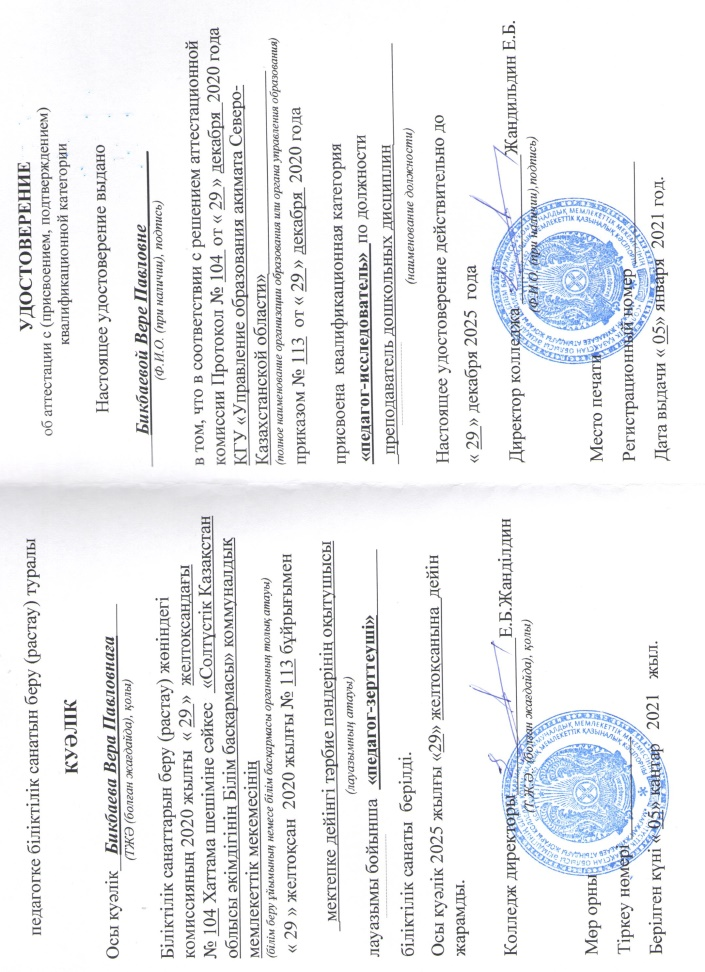 педагогке біліктілік санатын беру (растау) туралы
КУӘЛІК
Осы куәлік Бикбаева Вера Павловнаға
(ТЖӘ (болған жағдайда), қолы)
Біліктілік санаттарын беру (растау) жөніндегі
комиссияның 2020 жылғы « 29 » желтоқсандағы
№ 104 Хаттама шешіміне сәйкес «Солтүстік Қазақстан
облысы әкімдігінің Білім басқармасы» коммуналдық
мемлекеттік мекемесінің
(білім беру ұйымының немесе білім басқармасы органының толық атауы)
« 29 » желтоқсан 2020 жылғы № 113 бұйрығымен
мектепке дейінгі тәрбие пәндерінің оқытушысы
(лауазымның атауы)
лауазымы бойынша «педагог-зерттеуші»
біліктілік санаты берілді.
Осы куәлік 2025 жылғы «29» желтоқсанына дейін
жарамды.
Колледж директоры Е.Б.Жанділдин
(Т.Ж.Ә. (болған жағдайда), қолы)
Мөр орны
Тіркеу нөмері
Берілген күні « 05» қаңтар 2021 жыл.
УДОСТОВЕРЕНИЕ
об аттестации с (присвоением, подтверждением)
квалификационной категории
Настоящее удостоверение выдано
Бикбаевой Вере Павловне
(Ф.И.О. (при наличии), подпись)
в том, что в соответствии с решением аттестационной
комиссии Протокол № 104 от « 29 » декабря 2020 года
КГУ «Управление образования акимата Северо-
Казахстанской области»
(полное наименование организации образования или органа управления образования)
приказом № 113 от « 29 » декабря 2020 года
присвоена квалификационная категория
«педагог-исследователь» по должности
преподаватель дошкольных дисциплин
(наименование должности)
Настоящее удостоверение действительно до
« 29 » декабря 2025 года
Директор колледжа Жандильдин Е.Б.
(Ф.И.О. (при наличии),подпись)
Место печати
Регистрационный номер
Дата выдачи « 05» января 2021 год.